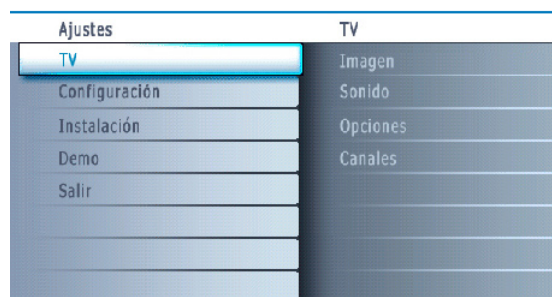 Ajustes TV
TV Imagen
Configuración Sonido
Instalación Opciones
Demo Canales
Salir